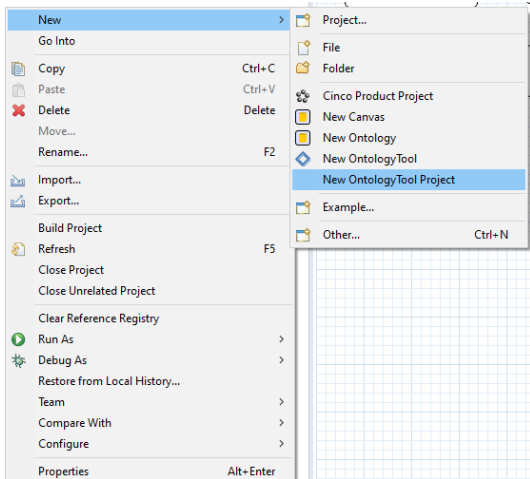 New >
Go Into
Copy Ctrl+C
Paste Ctrl+V
Delete Delete
Move...
Rename... F2
Import...
Export...
Build Project
Refresh F5
Close Project
Close Unrelated Project
Clear Reference Registry
Run As >
Debug As >
Restore from Local History...
Team >
Compare With >
Configure >
Properties Alt+Enter
Project...
File
Folder
Cinco Product Project
New Canvas
New Ontology
New OntologyTool
New OntologyTool Project
Example...
Other... Ctrl+N